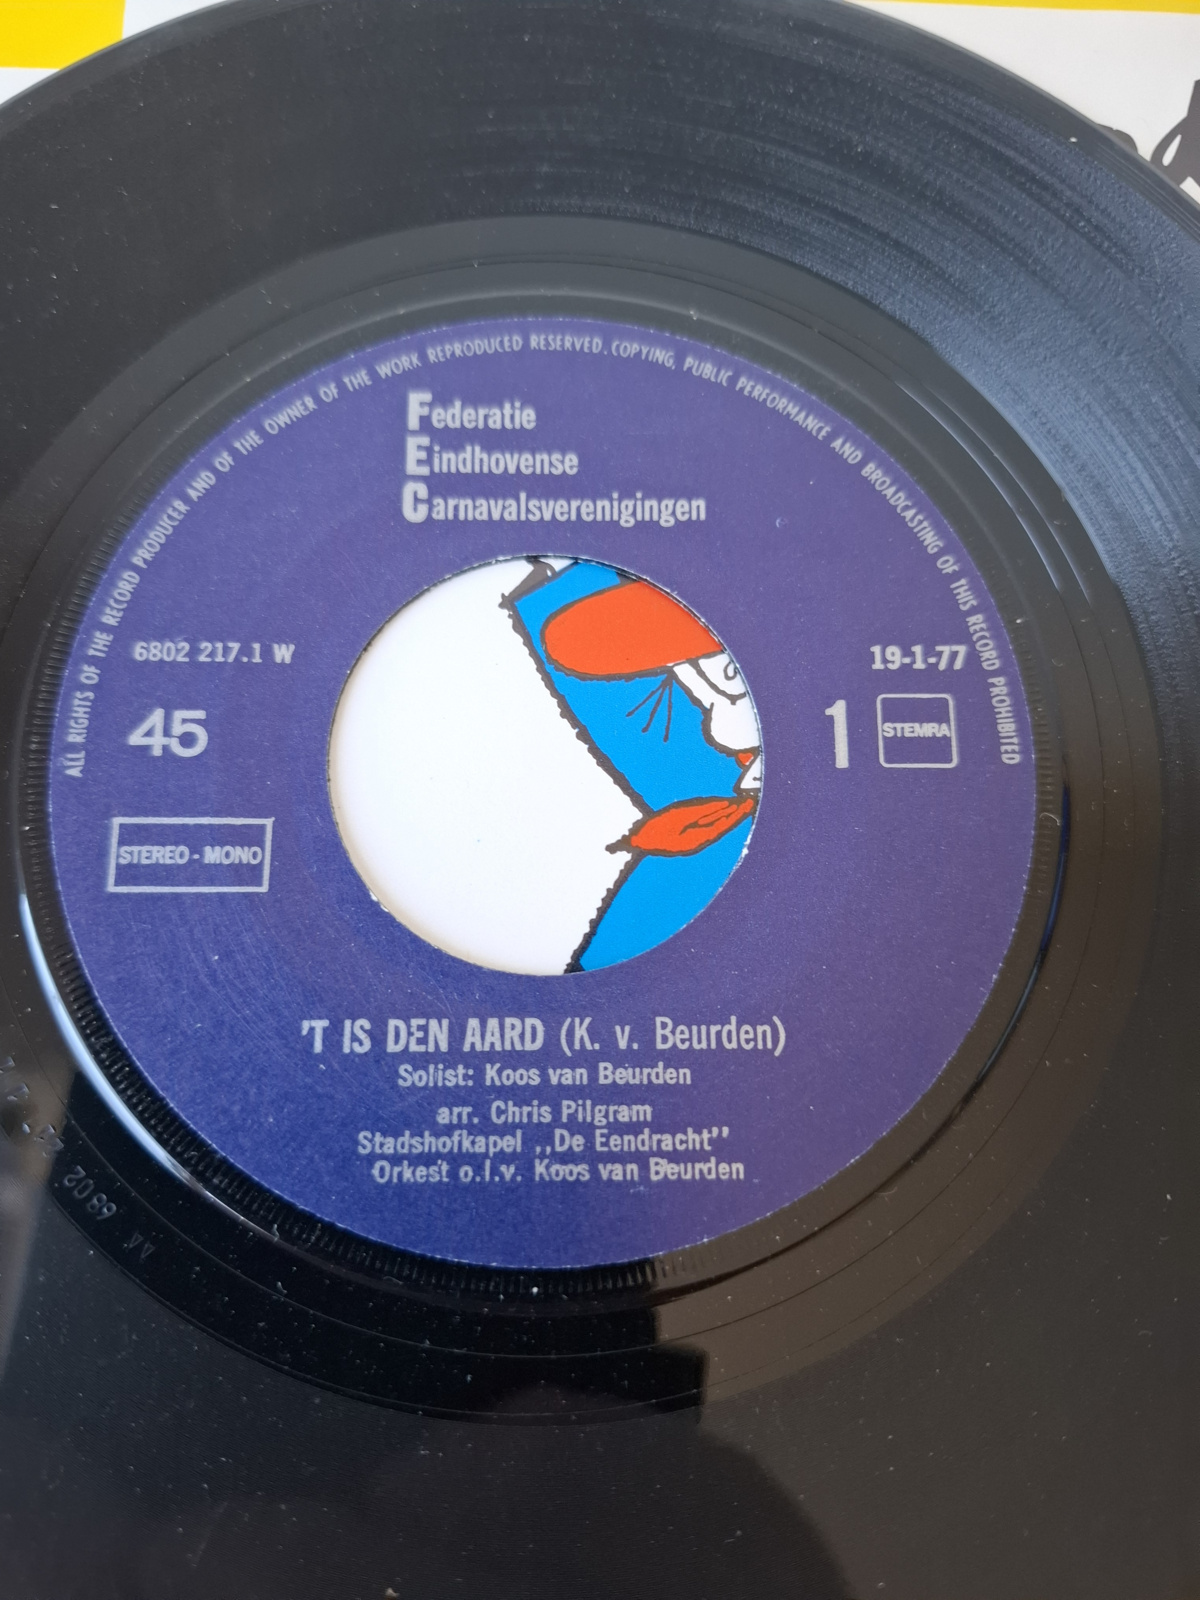 ALL RIGHTS OF THE RECORD PRODUCER AND OF THE OWNER OF THE WORK REPRODUCED RESERVED. COPYING, PUBLIC PERFORMANCE AND BROADCASTING OF THIS RECORD PROHIBITED
Federatie
Eindhovense
Carnavalsverenigingen
6802 217.1 W
19-1-77
45
1
STEMRA
STEREO - MONO
'T IS DEN AARD (K. v. Beurden)
Solist: Koos van Beurden
arr. Chris Pilgram
Stadshofkapel ,,De Eendracht''
Orkest o.l.v. Koos van Beurden
AA 6802